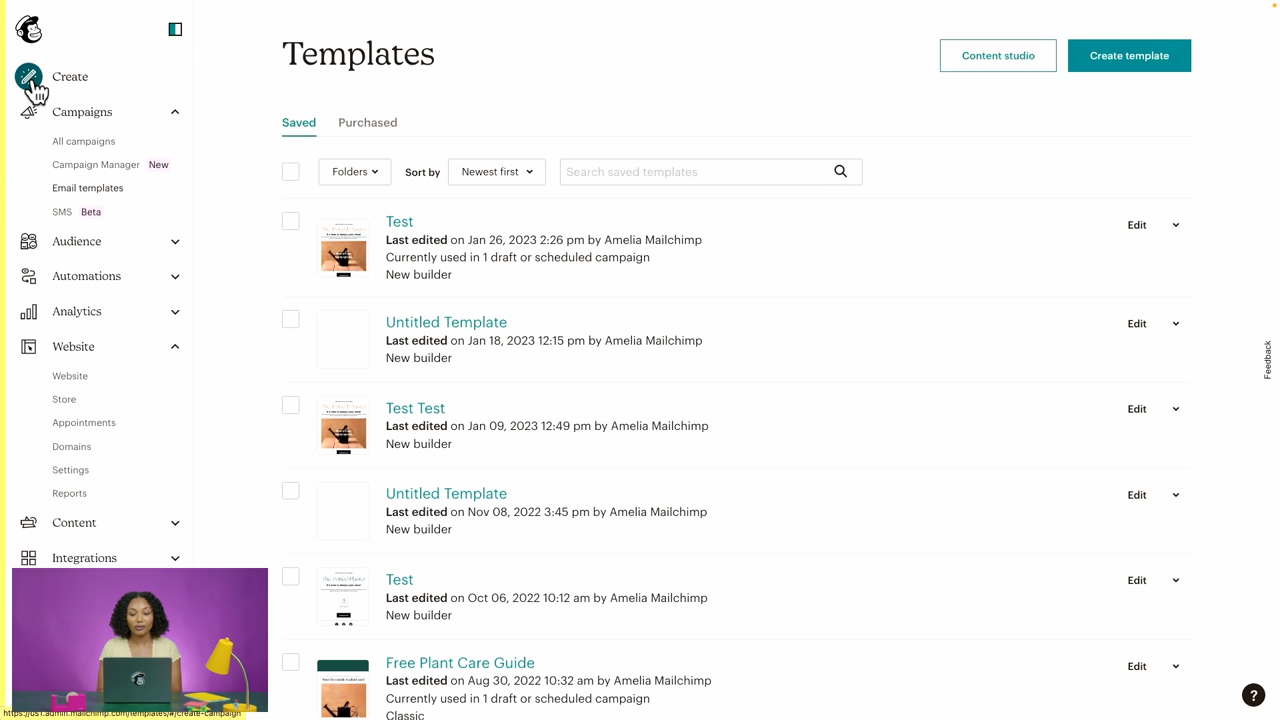 Create
Campaigns
All campaigns
Campaign Manager New
Email templates
SMS Beta
Audience
Automations
Analytics
Website
Website
Store
Appointments
Domains
Settings
Reports
Content
Integrations
https://us1.admin.mailchimp.com/templates/#/create-campaign
Templates
Content studio
Create template
Saved
Purchased
Folders
Sort by
Newest first
Search saved templates
Test
Last edited on Jan 26, 2023 2:26 pm by Amelia Mailchimp
Currently used in 1 draft or scheduled campaign
New builder
Edit
Untitled Template
Last edited on Jan 18, 2023 12:15 pm by Amelia Mailchimp
New builder
Edit
Test Test
Last edited on Jan 09, 2023 12:49 pm by Amelia Mailchimp
New builder
Edit
Untitled Template
Last edited on Nov 08, 2022 3:45 pm by Amelia Mailchimp
New builder
Edit
Test
Last edited on Oct 06, 2022 10:12 am by Amelia Mailchimp
New builder
Edit
Free Plant Care Guide
Last edited on Aug 30, 2022 10:32 am by Amelia Mailchimp
Currently used in 1 draft or scheduled campaign
Classic
Edit
Feedback
?